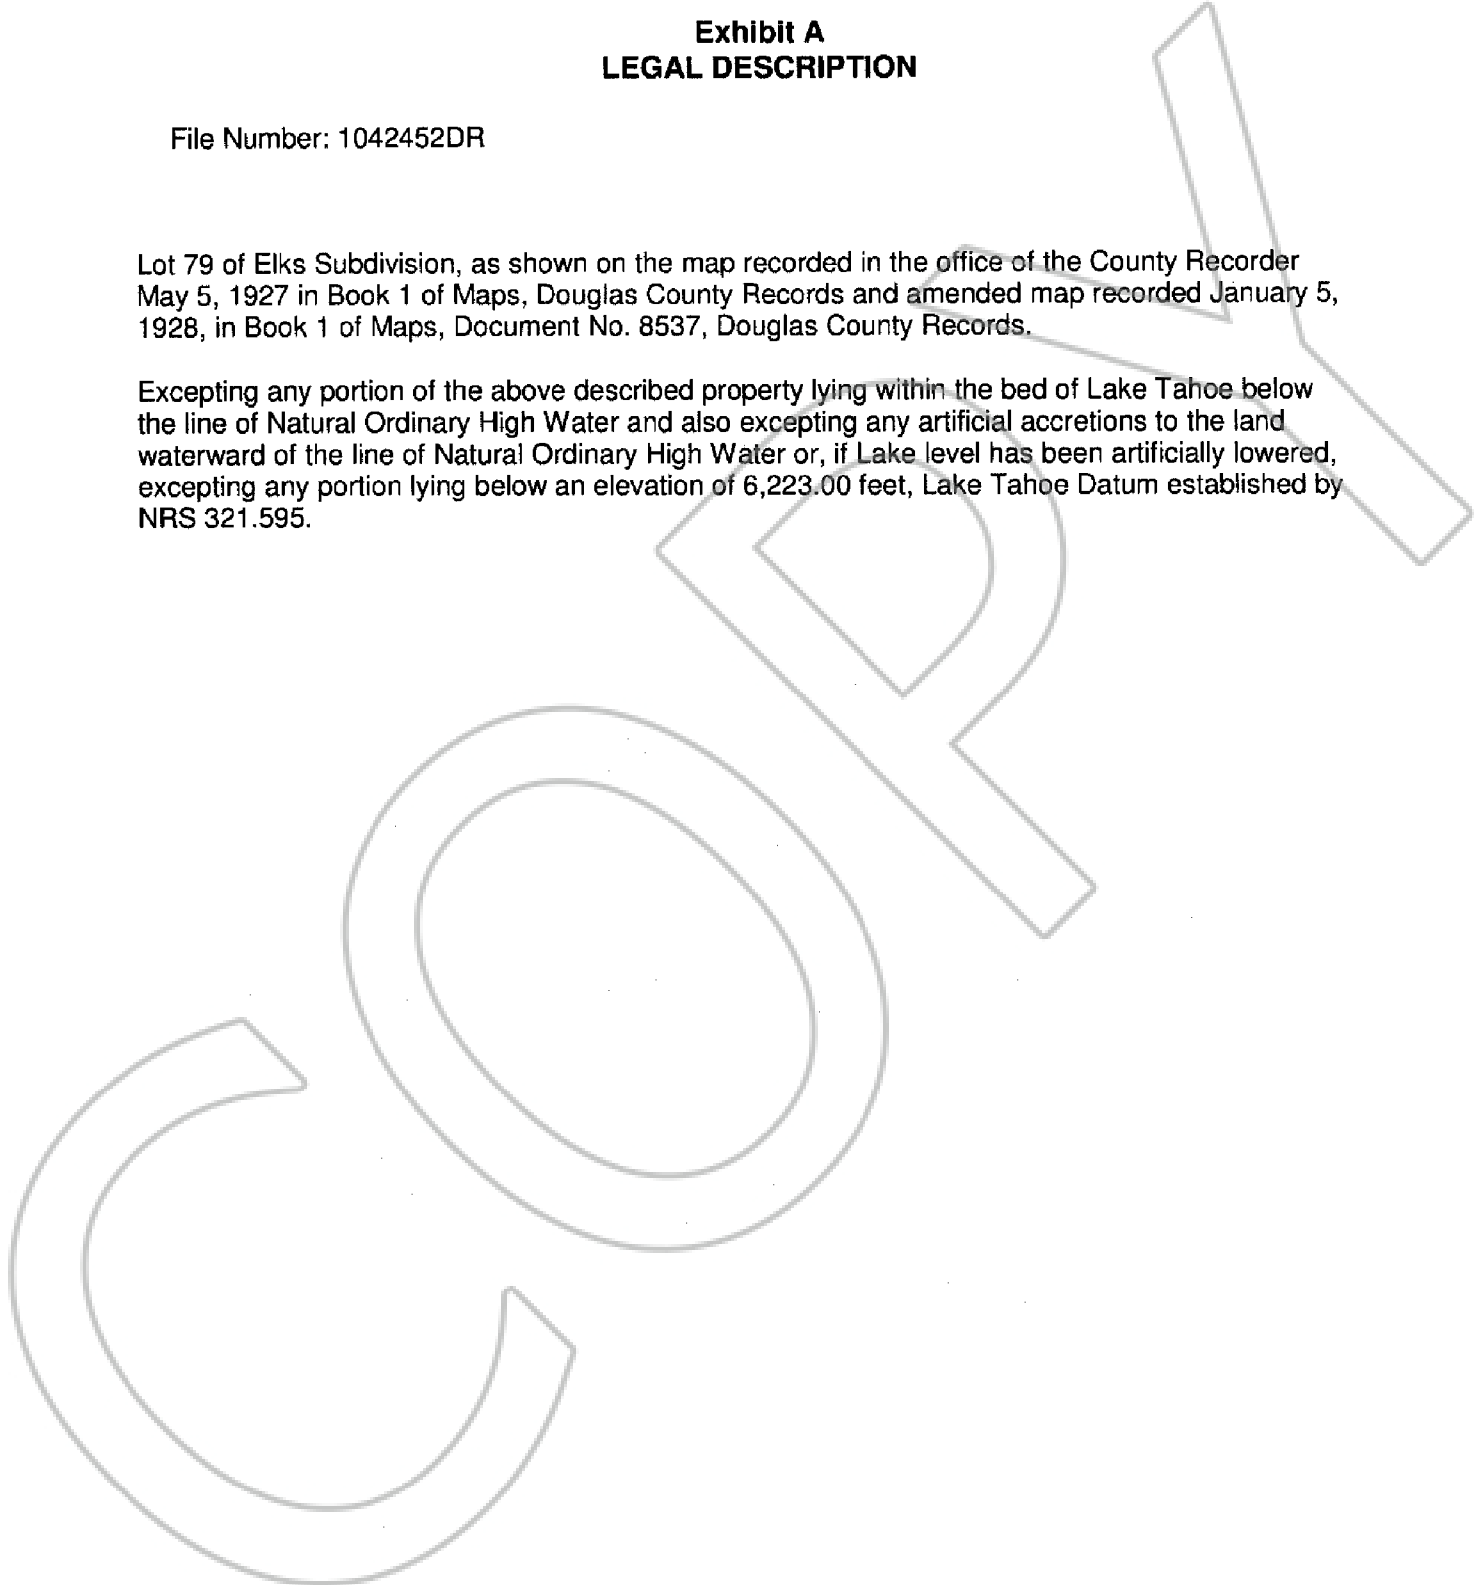 Exhibit A
LEGAL DESCRIPTION
File Number: 1042452DR
Lot 79 of Elks Subdivision, as shown on the map recorded in the office of the County Recorder
May 5, 1927 in Book 1 of Maps, Douglas County Records and amended map recorded January 5,
1928, in Book 1 of Maps, Document No. 8537, Douglas County Records.
Excepting any portion of the above described property lying within the bed of Lake Tahoe below
the line of Natural Ordinary High Water and also excepting any artificial accretions to the land
waterward of the line of Natural Ordinary High Water or, if Lake level has been artificially lowered,
excepting any portion lying below an elevation of 6,223.00 feet, Lake Tahoe Datum established by
NRS 321.595.
COPY